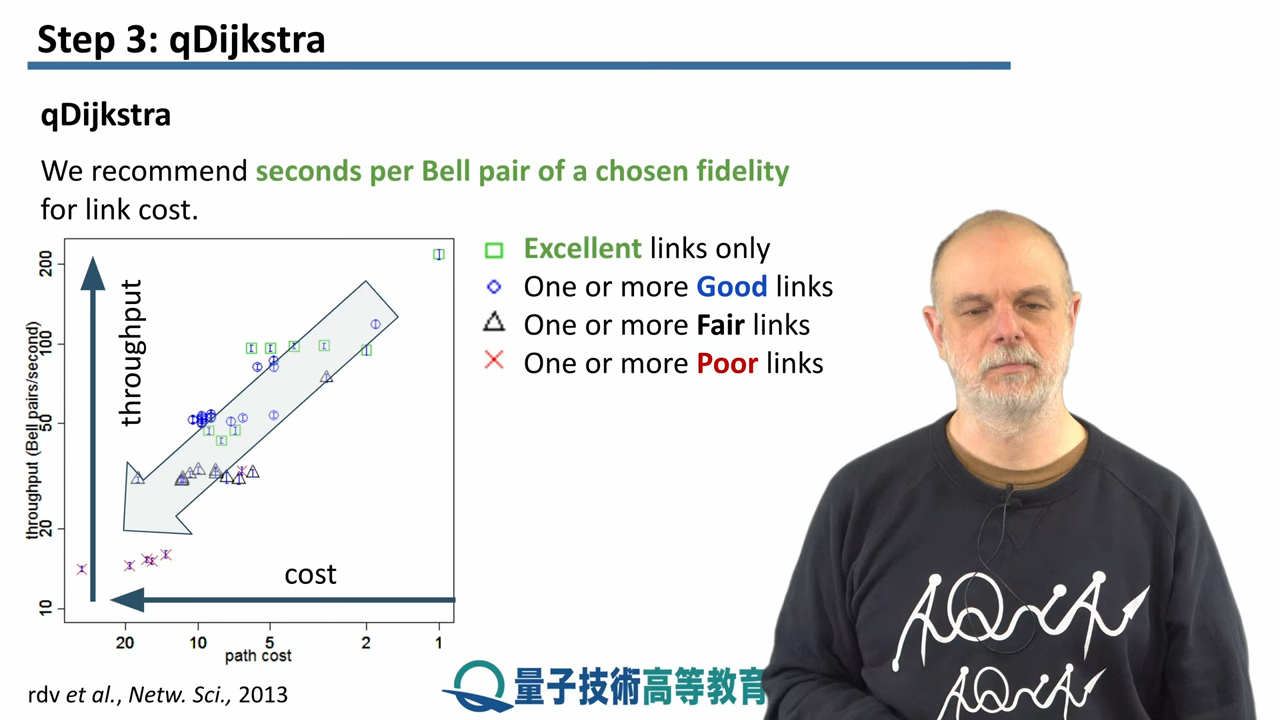 Step 3: qDijkstra
qDijkstra
We recommend seconds per Bell pair of a chosen fidelity
for link cost.
Excellent links only
One or more Good links
One or more Fair links
One or more Poor links
throughput (Bell pairs/second)
200
100
50
20
10
throughput
cost
20 10 5 2 1
path cost
rdv et al., Netw. Sci., 2013
量子技術高等教育
AQUA
AQUA